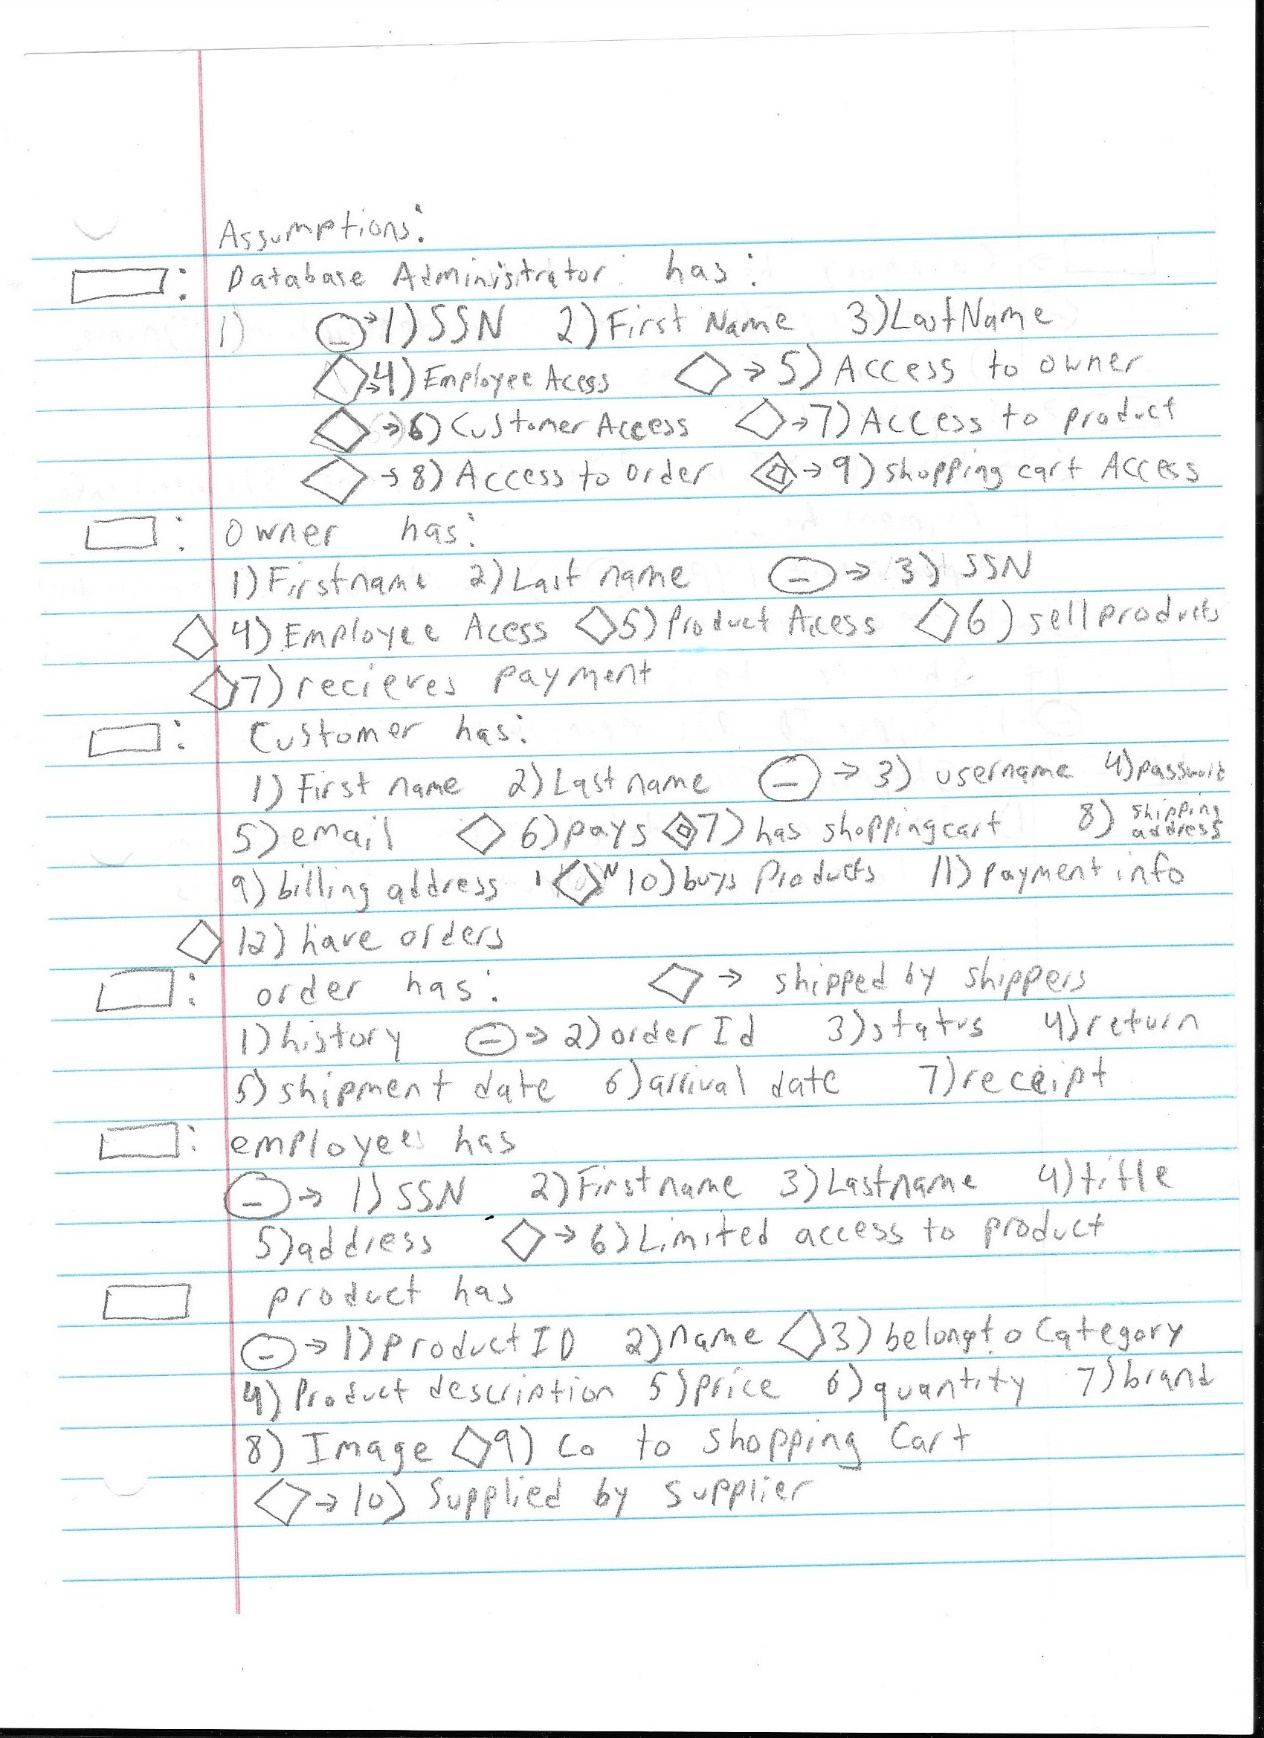 Assumptions:
: Database Administrator has:
1) → 1) SSN 2) First Name 3) Last Name
→ 4) Employee Acess → 5) Access to owner
→ 6) Customer Access → 7) Access to product
→ 8) Access to order → 9) shopping cart Access
: Owner has:
1) Firstname 2) Last name → 3) SSN
4) Employee Acess 5) Product Access 6) sell products
7) recieves payment
: Customer has:
1) First name 2) Last name → 3) username 4) password
5) email 6) pays 7) has shopping cart 8) shipping address
9) billing address 1 N 10) buys Products 11) payment info
12) have orders
: order has: → shipped by shippers
1) history → 2) order Id 3) status 4) return
5) shipment date 6) arrival date 7) receipt
: employees has
→ 1) SSN 2) Firstname 3) Lastname 4) title
5) address → 6) Limited access to product
product has
→ 1) product ID 2) name 3) belong to Category
4) Product description 5) price 6) quantity 7) brand
8) Image 9) Go to shopping Cart
→ 10) Supplied by supplier